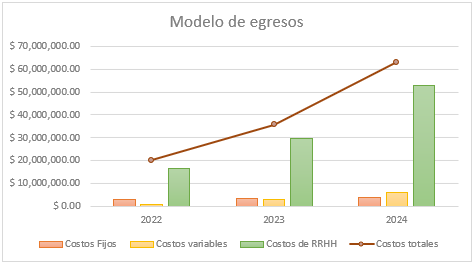 Modelo de egresos
$ 70,000,000.00
$ 60,000,000.00
$ 50,000,000.00
$ 40,000,000.00
$ 30,000,000.00
$ 20,000,000.00
$ 10,000,000.00
$ 0.00
2022 2023 2024
Costos Fijos Costos variables Costos de RRHH Costos totales